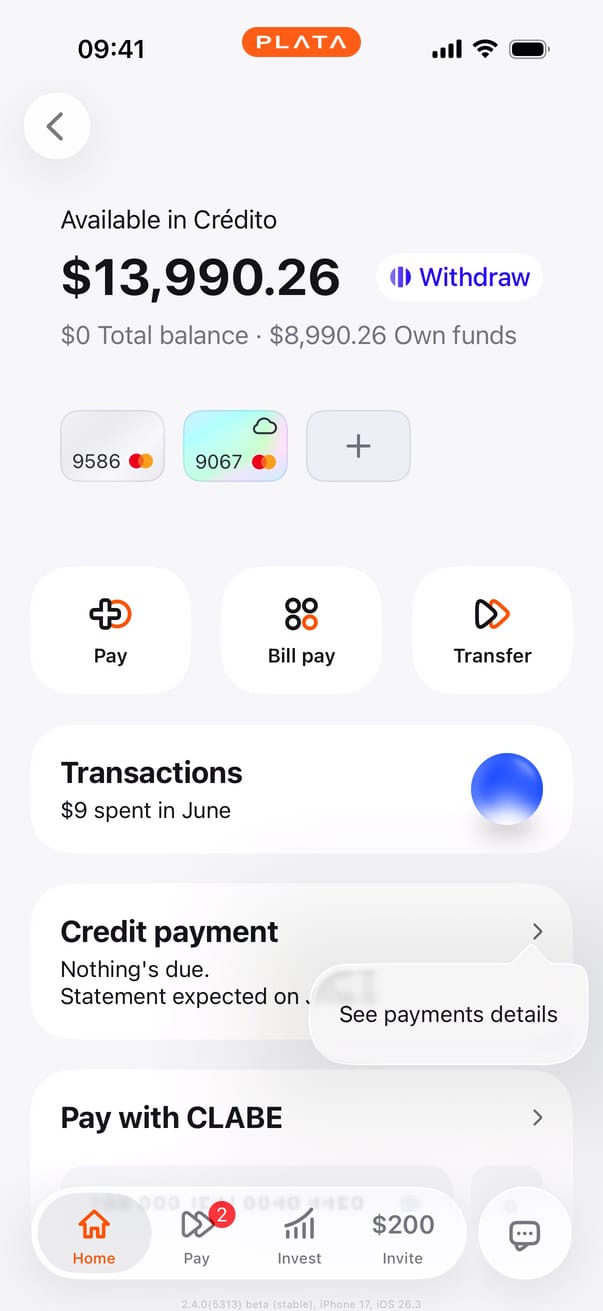 09:41
PLATA
Available in Crédito
$13,990.26
Withdraw
$0 Total balance · $8,990.26 Own funds
9586
9067
Pay
Bill pay
Transfer
Transactions
$9 spent in June
Credit payment
Nothing's due.
Statement expected on
See payments details
Pay with CLABE
2
$200
Home
Pay
Invest
Invite
2.4.0(5313) beta (stable), iPhone 17, iOS 26.3